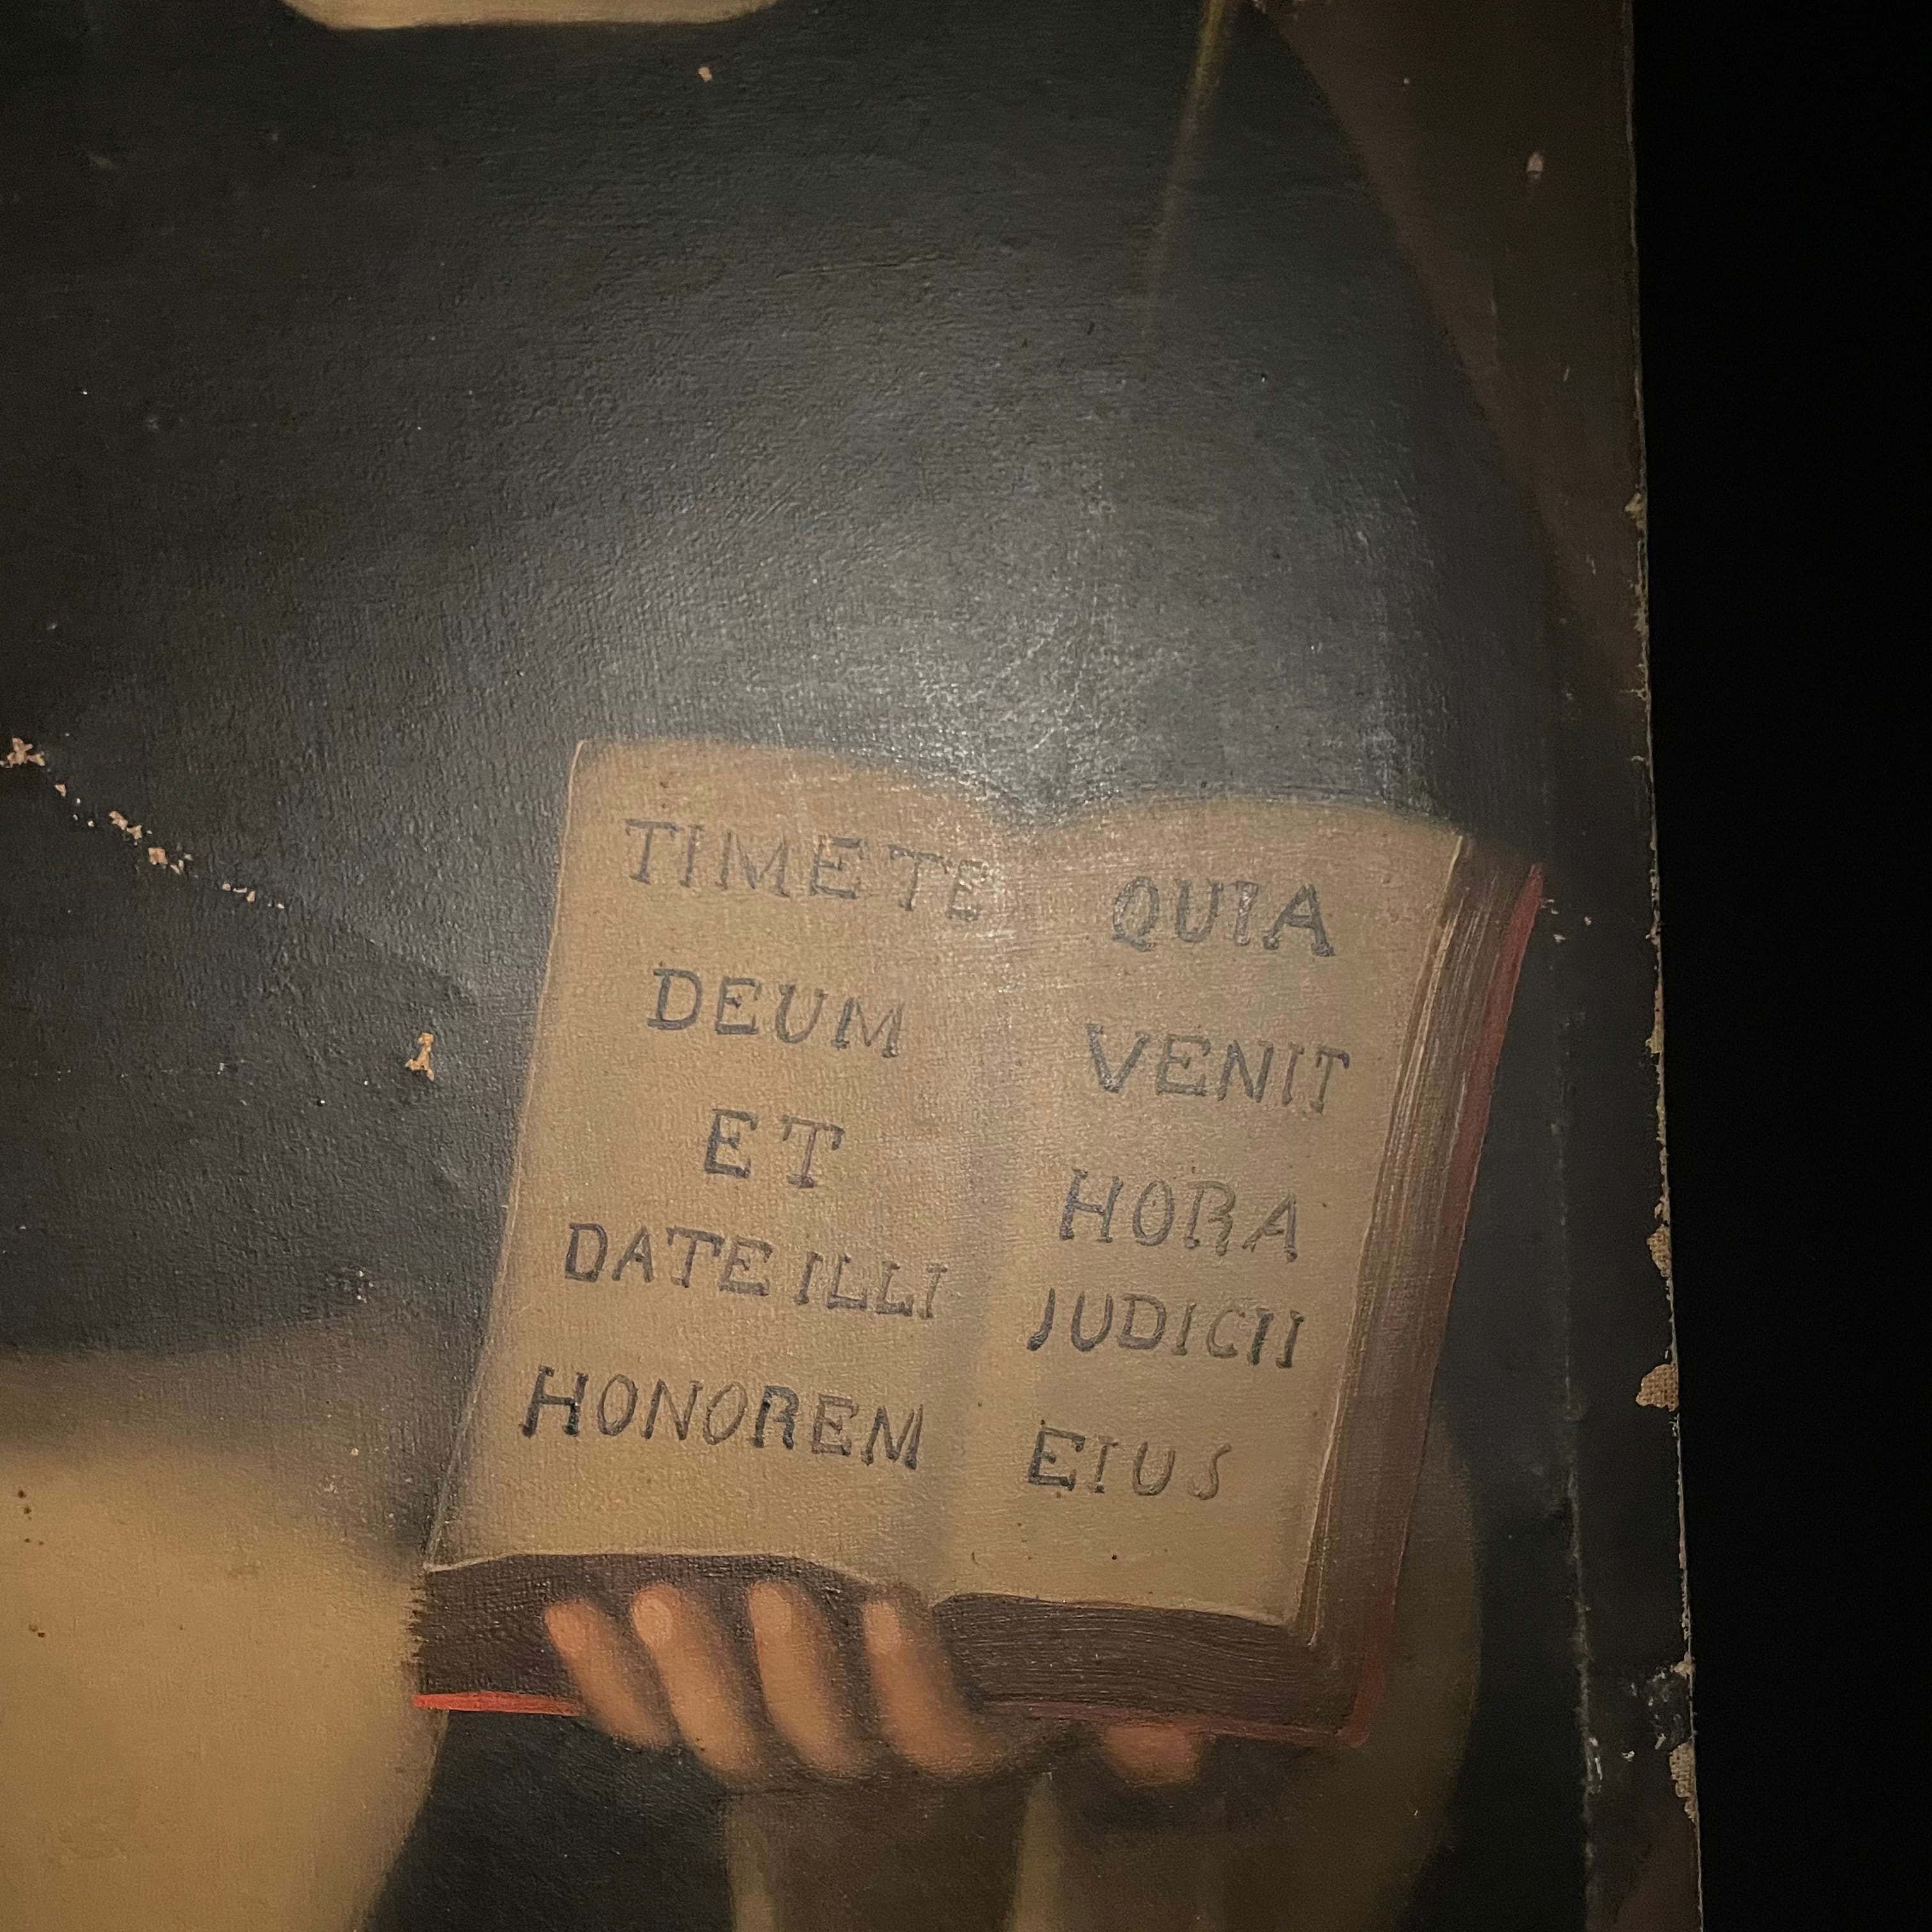 TIMETE
DEUM
ET
DATE ILLI
HONOREM
QUIA
VENIT
HORA
JUDICII
EIUS